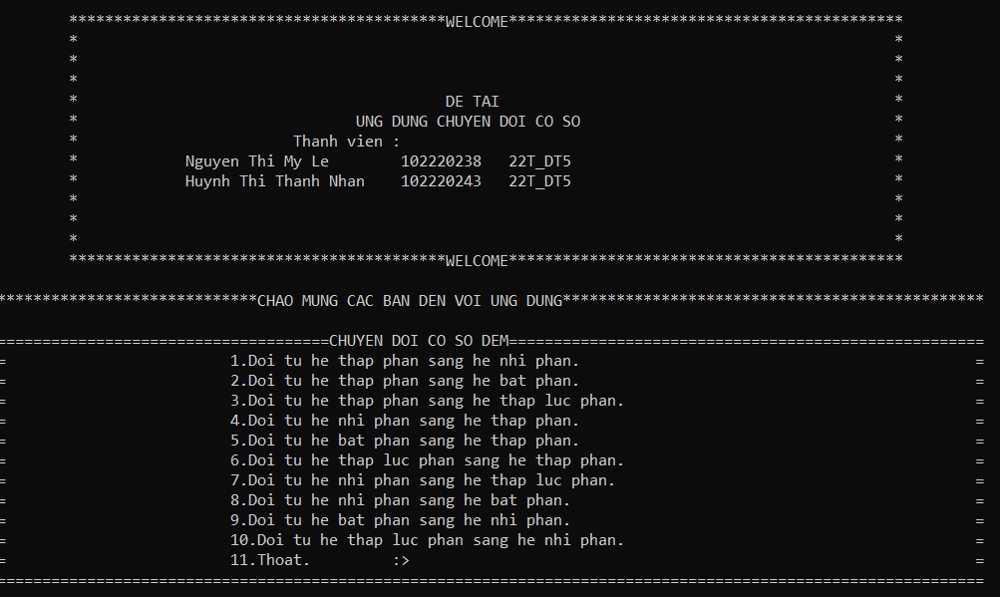 ******************************************WELCOME********************************************
* *
* *
* *
* DE TAI *
* UNG DUNG CHUYEN DOI CO SO *
* Thanh vien : *
* Nguyen Thi My Le 102220238 22T_DT5 *
* Huynh Thi Thanh Nhan 102220243 22T_DT5 *
* *
* *
* *
******************************************WELCOME********************************************
*****************************CHAO MUNG CAC BAN DEN VOI UNG DUNG***********************************************
=====================================CHUYEN DOI CO SO DEM=====================================================
= 1.Doi tu he thap phan sang he nhi phan. =
= 2.Doi tu he thap phan sang he bat phan. =
= 3.Doi tu he thap phan sang he thap luc phan. =
= 4.Doi tu he nhi phan sang he thap phan. =
= 5.Doi tu he bat phan sang he thap phan. =
= 6.Doi tu he thap luc phan sang he thap phan. =
= 7.Doi tu he nhi phan sang he thap luc phan. =
= 8.Doi tu he nhi phan sang he bat phan. =
= 9.Doi tu he bat phan sang he nhi phan. =
= 10.Doi tu he thap luc phan sang he nhi phan. =
= 11.Thoat. :> =
==============================================================================================================